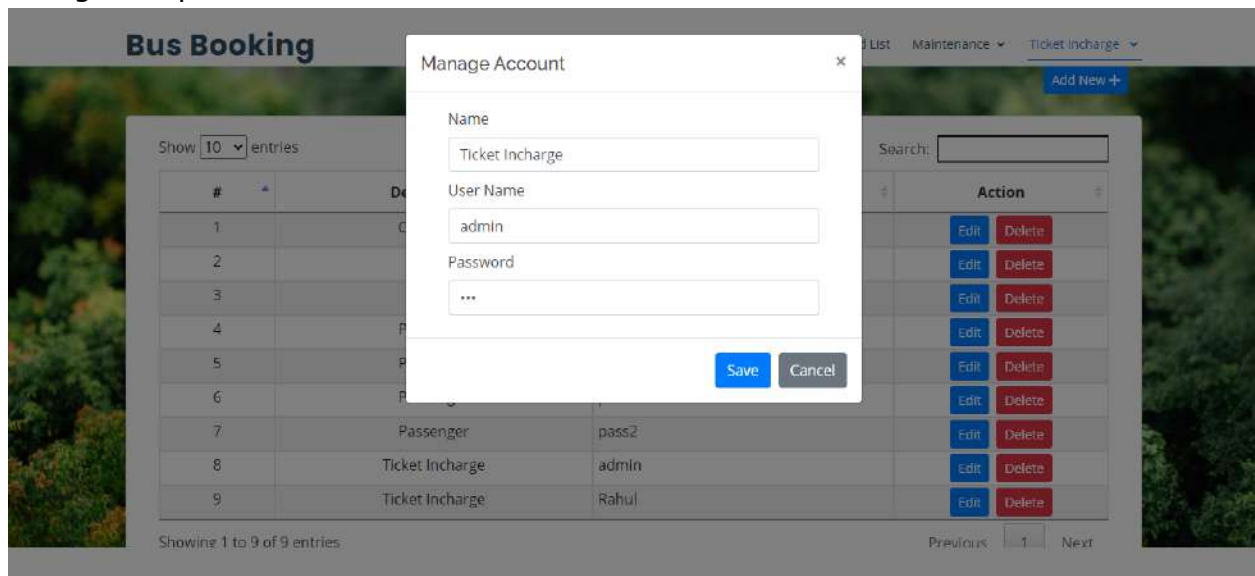 Bus Booking
List Maintenance Ticket Incharge
Add New +
Manage Account ×
Name
Ticket Incharge
User Name
admin
Password
•••
Save Cancel
Show 10 entries
Search:
# Action
1 Edit Delete
2 Edit Delete
3 Edit Delete
4 Edit Delete
5 Edit Delete
6 Edit Delete
7 Passenger pass2 Edit Delete
8 Ticket Incharge admin Edit Delete
9 Ticket Incharge Rahul Edit Delete
Showing 1 to 9 of 9 entries
Previous 1 Next